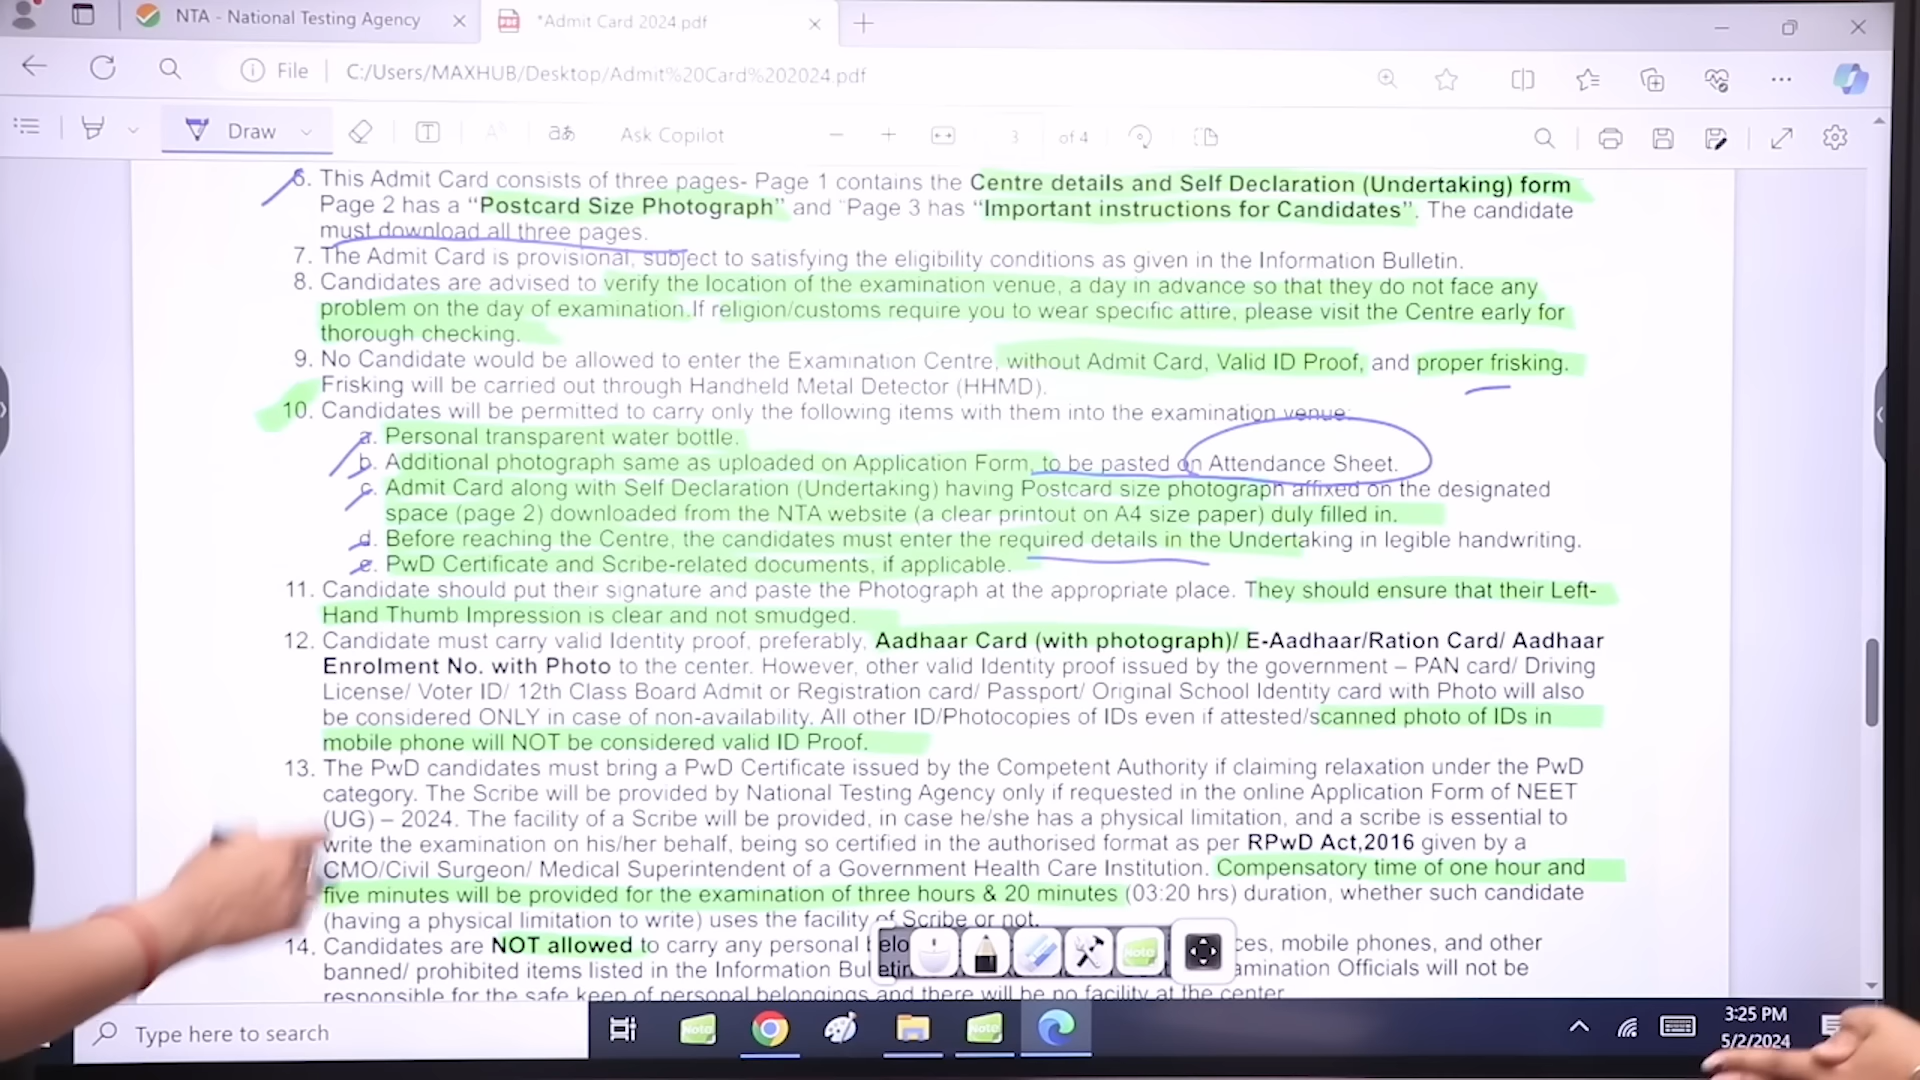 NTA - National Testing Agency
*Admit Card 2024.pdf
File
C:/Users/MAXHUB/Desktop/Admit%20Card%202024.pdf
Draw
Ask Copilot
3 of 4
6. This Admit Card consists of three pages- Page 1 contains the Centre details and Self Declaration (Undertaking) form
Page 2 has a “Postcard Size Photograph” and “Page 3 has “Important instructions for Candidates”. The candidate
must download all three pages.
7. The Admit Card is provisional, subject to satisfying the eligibility conditions as given in the Information Bulletin.
8. Candidates are advised to verify the location of the examination venue, a day in advance so that they do not face any
problem on the day of examination.If religion/customs require you to wear specific attire, please visit the Centre early for
thorough checking.
9. No Candidate would be allowed to enter the Examination Centre, without Admit Card, Valid ID Proof, and proper frisking.
Frisking will be carried out through Handheld Metal Detector (HHMD).
10. Candidates will be permitted to carry only the following items with them into the examination venue:
a. Personal transparent water bottle.
b. Additional photograph same as uploaded on Application Form, to be pasted on Attendance Sheet.
c. Admit Card along with Self Declaration (Undertaking) having Postcard size photograph affixed on the designated
space (page 2) downloaded from the NTA website (a clear printout on A4 size paper) duly filled in.
d. Before reaching the Centre, the candidates must enter the required details in the Undertaking in legible handwriting.
e. PwD Certificate and Scribe-related documents, if applicable.
11. Candidate should put their signature and paste the Photograph at the appropriate place. They should ensure that their Left-
Hand Thumb Impression is clear and not smudged.
12. Candidate must carry valid Identity proof, preferably, Aadhaar Card (with photograph)/ E-Aadhaar/Ration Card/ Aadhaar
Enrolment No. with Photo to the center. However, other valid Identity proof issued by the government – PAN card/ Driving
License/ Voter ID/ 12th Class Board Admit or Registration card/ Passport/ Original School Identity card with Photo will also
be considered ONLY in case of non-availability. All other ID/Photocopies of IDs even if attested/scanned photo of IDs in
mobile phone will NOT be considered valid ID Proof.
13. The PwD candidates must bring a PwD Certificate issued by the Competent Authority if claiming relaxation under the PwD
category. The Scribe will be provided by National Testing Agency only if requested in the online Application Form of NEET
(UG) – 2024. The facility of a Scribe will be provided, in case he/she has a physical limitation, and a scribe is essential to
write the examination on his/her behalf, being so certified in the authorised format as per RPwD Act,2016 given by a
CMO/Civil Surgeon/ Medical Superintendent of a Government Health Care Institution. Compensatory time of one hour and
five minutes will be provided for the examination of three hours & 20 minutes (03:20 hrs) duration, whether such candidate
(having a physical limitation to write) uses the facility of Scribe or not.
14. Candidates are NOT allowed to carry any personal belo ces, mobile phones, and other
banned/ prohibited items listed in the Information Bulletin amination Officials will not be
responsible for the safe keep of personal belongings and there will be no facility at the center
Note
Type here to search
Note
Note
3:25 PM
5/2/2024